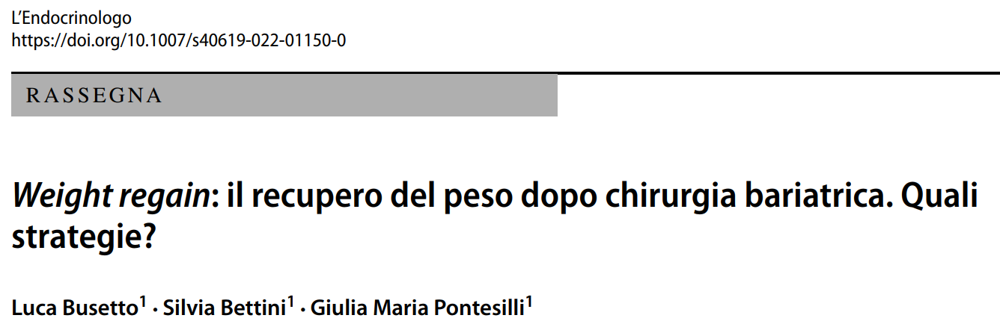 L'Endocrinologo
https://doi.org/10.1007/s40619-022-01150-0
RASSEGNA
Weight regain: il recupero del peso dopo chirurgia bariatrica. Quali
strategie?
Luca Busetto1 · Silvia Bettini1 · Giulia Maria Pontesilli1